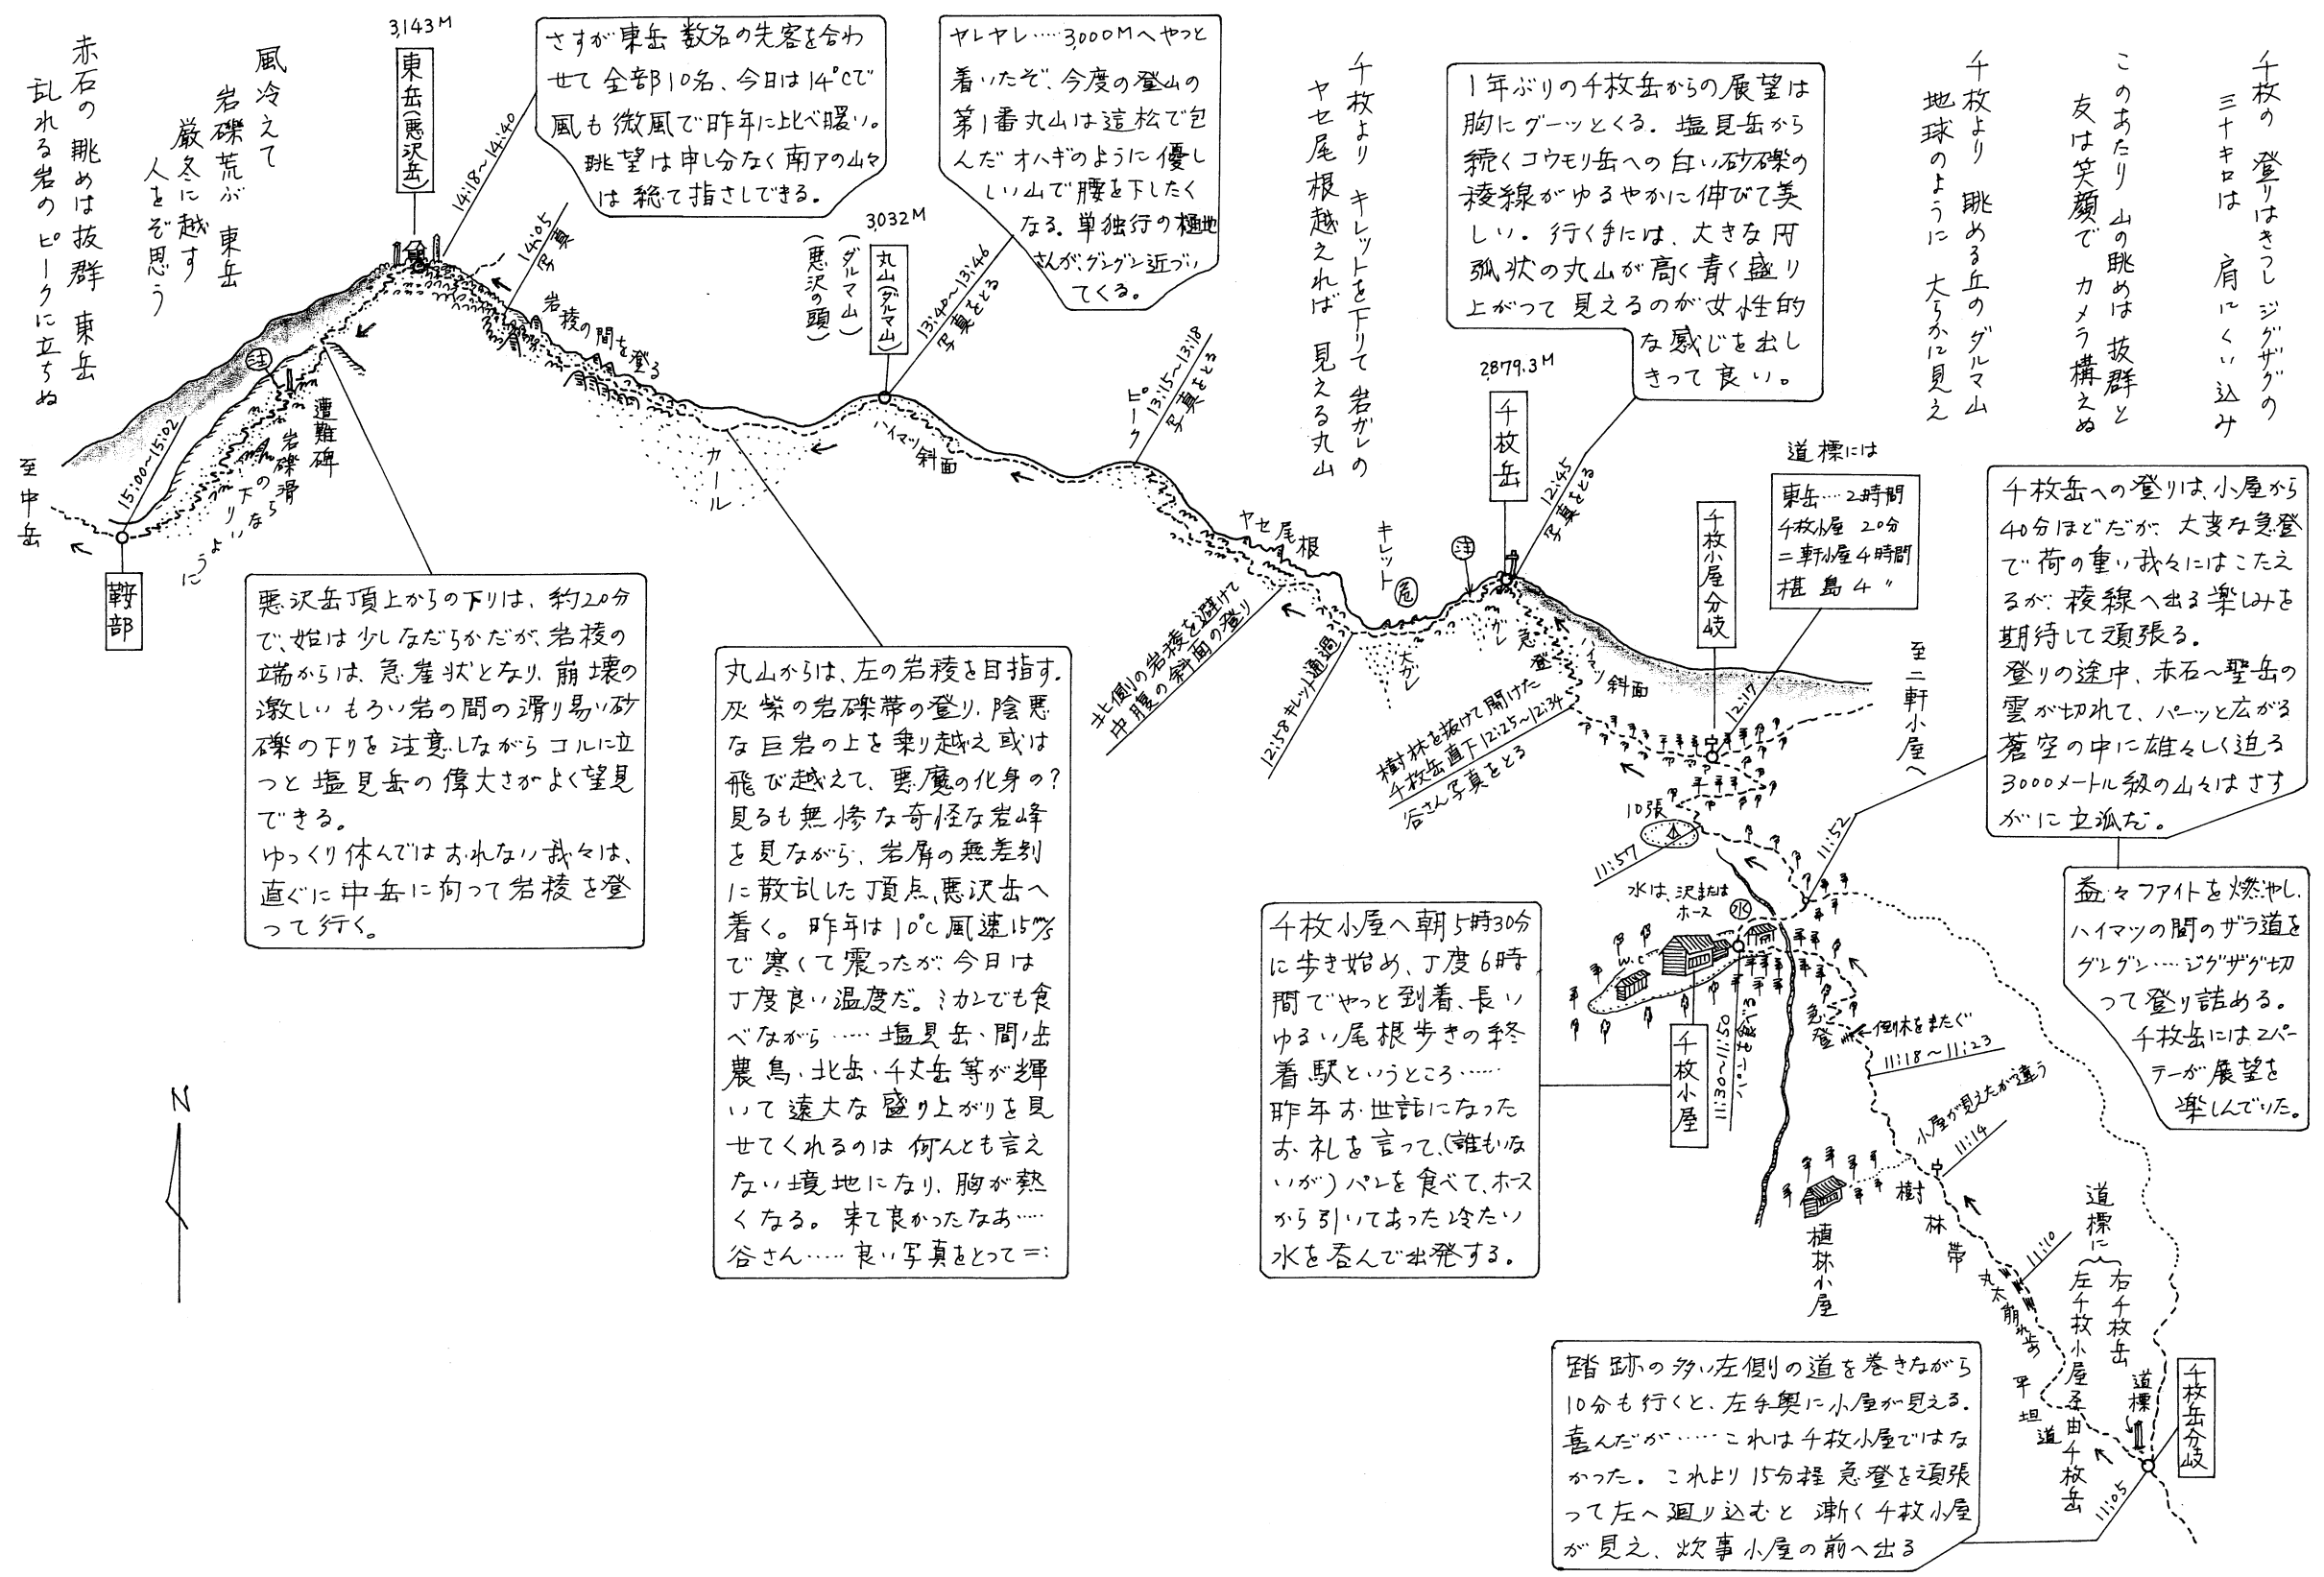 千枚の 登りはきつし ジグザグの
三十キロは 肩にくい込み
このあたり 山の眺めは 抜群と
友は笑顔で カメラ構えぬ
千枚より 眺める丘のダルマ山
地球のように 大らかに見え
千枚より キレットを下りて 岩ガレの
ヤセ尾根越えれば 見える丸山
風冷えて
岩礫荒ぶ 東岳
厳冬に越す
人をぞ思う
赤石の 眺めは抜群 東岳
乱れる岩の ピークに立ちぬ
3,143M
東岳(悪沢岳)
さすが東岳 数名の先客を合わ
せて 全部10名、今日は14℃で
風も 微風で昨年に比べ暖い。
眺望は申し分なく南アの山々
は 総て指さしできる。
14:18~14:40
14:05
写真
岩稜の間を登る
ヤレヤレ……3,000Mへやっと
着いたぞ、今度の登山の
第1番丸山は這松で包
んだ オハギのように 優し
しい山で 腰を下したく
なる。単独行の極地
さんが、グングン近づい
てくる。
3,032M
丸山(ダルマ山)
(ダルマ山)
(悪沢の頭)
13:40~13:46
写真をとる
ピーク
13:15~13:18
写真をとる
ハイマツ 斜面
カール
1年ぶりの千枚岳からの展望は
胸にグーッとくる。塩見岳から
続くコウモリ岳への 白い砂礫の
稜線がゆるやかに伸びて美
しい。行く手には、大きな円
弧状の丸山が高く青く盛り
上がって 見えるのが女性的
な感じを出し
きって良い。
2,879.3M
千枚岳
12:45
写真をとる
道標には
東岳…2時間
千枚小屋 20分
二軒小屋 4時間
椹島 4 〃
千枚小屋分岐
12:17
至二軒小屋へ
千枚岳への登りは、小屋から
40分ほどだが、大変な急登
で荷の重い我々にはこたえ
るが、稜線へ出る楽しみを
期待して頑張る。
登りの途中、赤石~聖岳の
雲が切れて、パーッと広がる
蒼空の中に雄々しく迫る
3000メートル級の山々はさす
がに立派だ。
益々ファイトを燃やし、
ハイマツの間のザラ道を
グングン…ジグザグ切
って登り詰める。
千枚岳には2パー
テーが展望を
楽しんでいた。
至中岳
鞍部
15:00~15:02
注
遭難碑
岩礫滑
らないように
の下り
悪沢岳頂上からの下りは、約20分
で、始は少しなだらかだが、岩稜の
端からは、急崖状となり、崩壊の
激しい もろい岩の間の滑り易い砂
礫の下りを注意しながらコルに立
つと塩見岳の偉大さがよく望見
できる。
ゆっくり休んではおれない我々は、
直ぐに中岳に向って岩稜を登
って行く。
丸山からは、左の岩稜を目指す。
灰紫の岩礫帯の登り、陰悪
な巨岩の上を乗り越え或は
飛び越えて、悪魔の化身の?
見るも無惨な奇怪な岩峰
を見ながら、岩屑の無差別
に散乱した頂点、悪沢岳へ
着く。昨年は10℃風速15m/s
で寒くて震ったが、今日は
丁度良い温度だ。ミカンでも食
べながら……塩見岳・間ノ岳
農鳥・北岳・千丈岳等が輝
いて遠大な盛り上がりを見
せてくれるのは 何んとも言え
ない境地になり、胸が熱
くなる。来て良かったなあ……
谷さん……良い写真をとって=:
ヤセ尾根
北側の岩稜を避けて
中腹の斜面の登り
キレット
危
注
12:58 キレット通過
大ガレ
ガレ
急登
ハイマツ 斜面
樹林を抜けて開けた
千枚岳直下 12:25~12:34
谷さん写真をとる
10張
11:57
11:52
水は、沢または
ホース
水
W.C
千枚小屋
11:30~11:50
急登
倒木をまたぐ
11:18~11:23
小屋が見えたが違う
11:14
植林小屋
樹林帯
11:10
丸太崩れ歩
平坦道
道標に
右千枚岳
左千枚小屋至由千枚岳
道標
千枚岳分岐
11:05
千枚小屋へ朝5時30分
に歩き始め、丁度6時
間でやっと到着、長い
ゆるい尾根歩きの終
着駅というところ……
昨年お世話になった
お礼を言って、(誰もいな
いが) パンを食べて、ホース
から引いてあった冷たい
水を呑んで出発する。
踏跡の多い左側の道を巻きながら
10分も行くと、左手奥に小屋が見える。
喜んだが……これは千枚小屋ではな
かった。これより15分程 急登を頑張
って左へ廻り込むと 漸く千枚小屋
が見え、炊事小屋の前へ出る
N